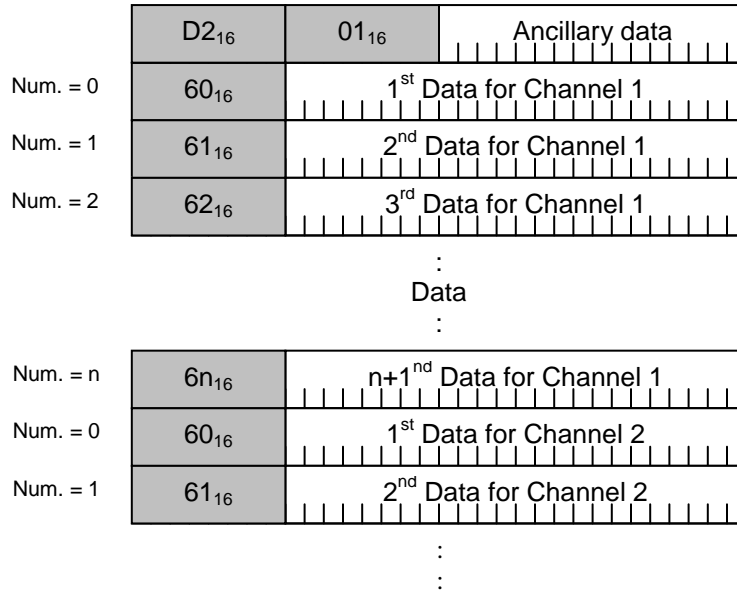 D2₁₆ 01₁₆ Ancillary data
Num. = 0 60₁₆ 1ˢᵗ Data for Channel 1
Num. = 1 61₁₆ 2ⁿᵈ Data for Channel 1
Num. = 2 62₁₆ 3ʳᵈ Data for Channel 1
:
Data
:
Num. = n 6n₁₆ n+1ⁿᵈ Data for Channel 1
Num. = 0 60₁₆ 1ˢᵗ Data for Channel 2
Num. = 1 61₁₆ 2ⁿᵈ Data for Channel 2
:
: